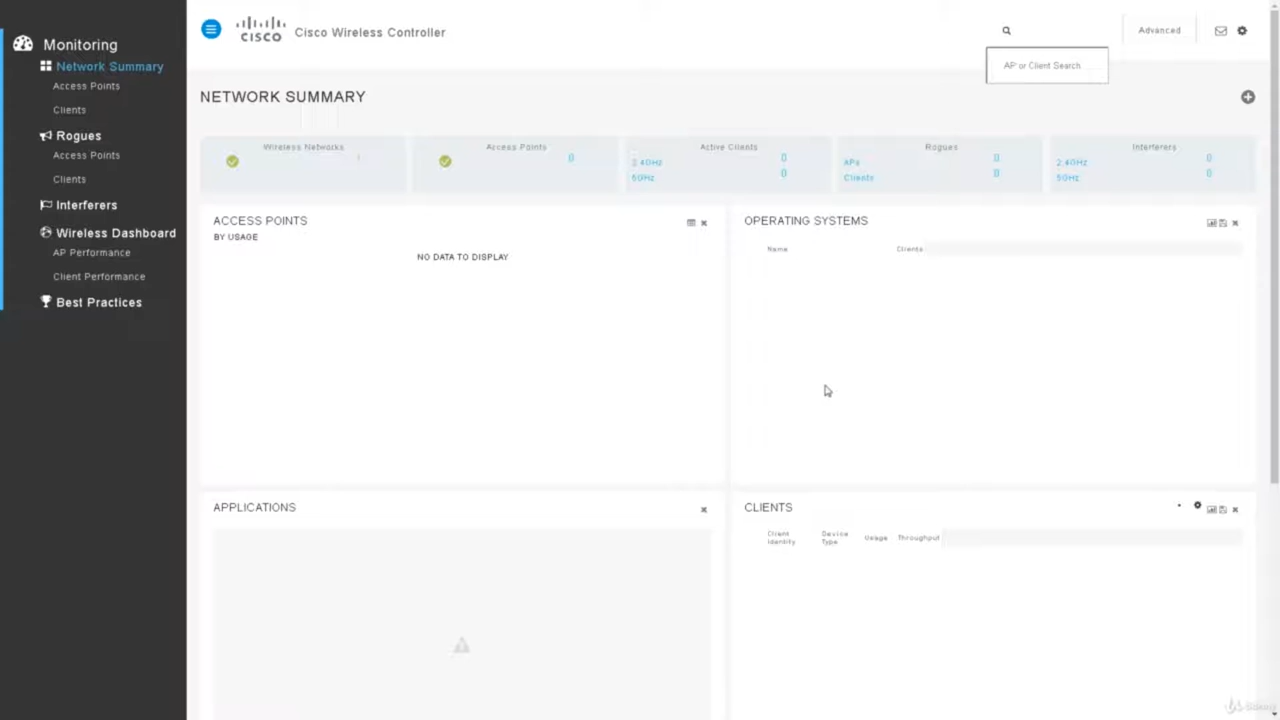 Monitoring
Network Summary
Access Points
Clients
Rogues
Access Points
Clients
Interferers
Wireless Dashboard
AP Performance
Client Performance
Best Practices
CISCO
Cisco Wireless Controller
Advanced
AP or Client Search
NETWORK SUMMARY
Wireless Networks
Access Points
0
Active Clients
2.4GHz 0
5GHz 0
Rogues
APs 0
Clients 0
Interferers
2.4GHz 0
5GHz 0
ACCESS POINTS
BY USAGE
NO DATA TO DISPLAY
OPERATING SYSTEMS
Name Clients
APPLICATIONS
CLIENTS
Client Identity
Device Type
Usage
Throughput